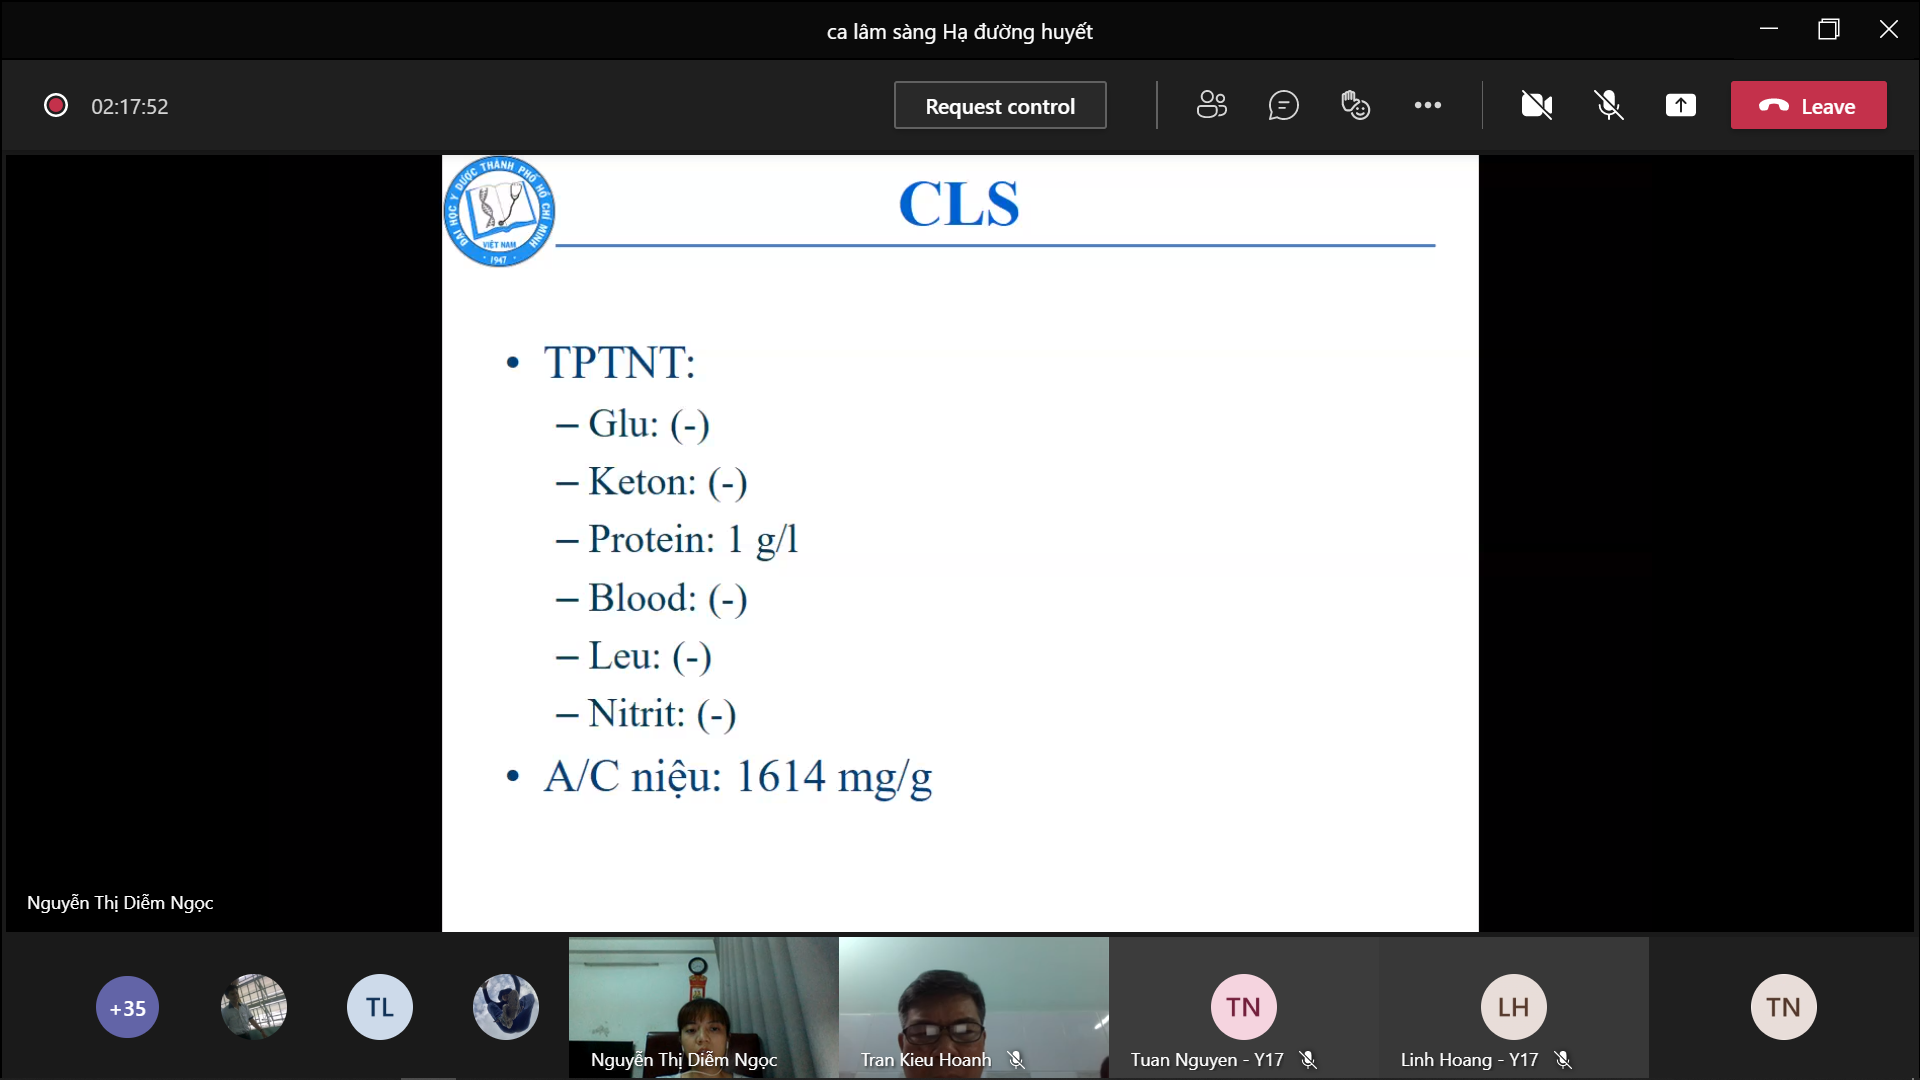 ca lâm sàng Hạ đường huyết
02:17:52
Request control
Leave
ĐẠI HỌC Y DƯỢC THÀNH PHỐ HỒ CHÍ MINH
VIỆT NAM
· 1947 ·
CLS
• TPTNT:
– Glu: (-)
– Keton: (-)
– Protein: 1 g/l
– Blood: (-)
– Leu: (-)
– Nitrit: (-)
• A/C niệu: 1614 mg/g
Nguyễn Thị Diễm Ngọc
+35
TL
TN
LH
TN
Nguyễn Thị Diễm Ngọc
Tran Kieu Hoanh
Tuan Nguyen - Y17
Linh Hoang - Y17